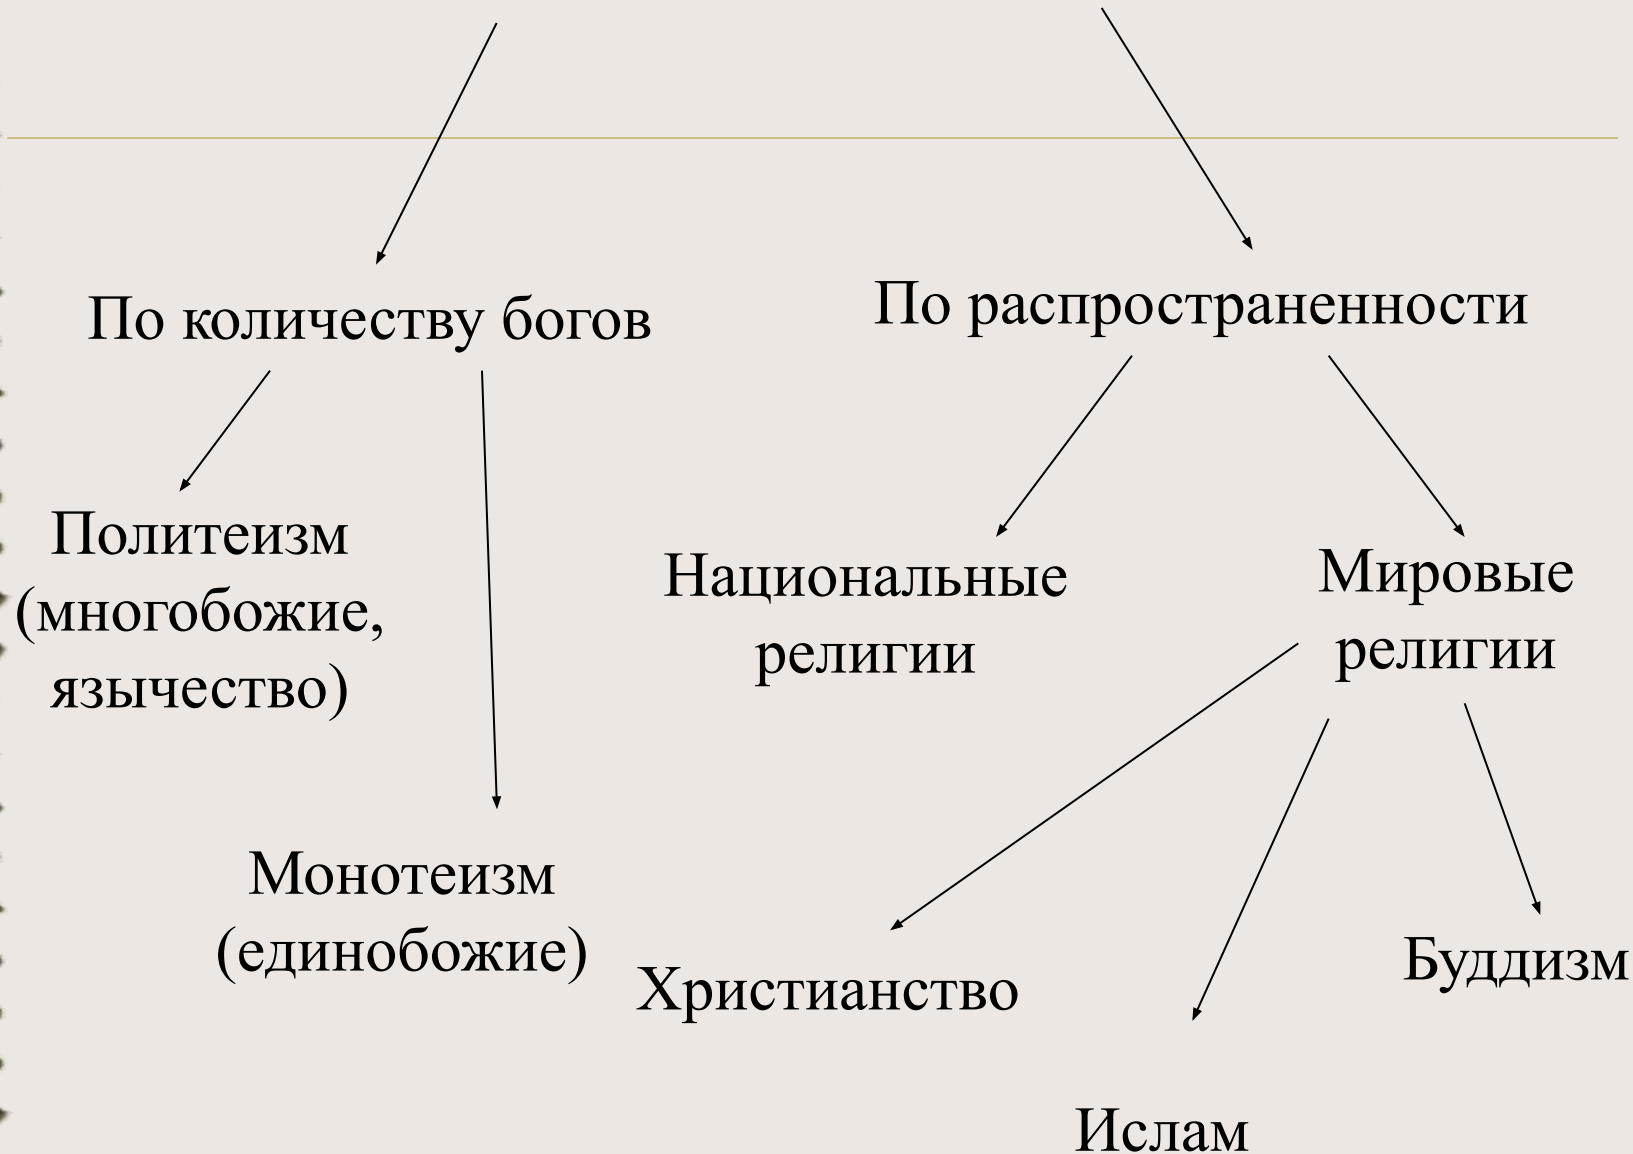 По количеству богов
По распространенности
Политеизм
(многобожие,
язычество)
Национальные
религии
Мировые
религии
Монотеизм
(единобожие)
Христианство
Буддизм
Ислам